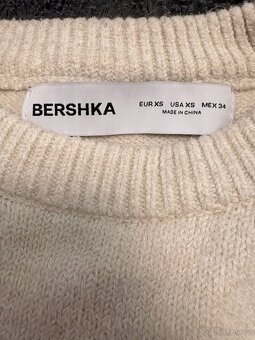 BERSHKA
EUR XS USA XS MEX 34
MADE IN CHINA